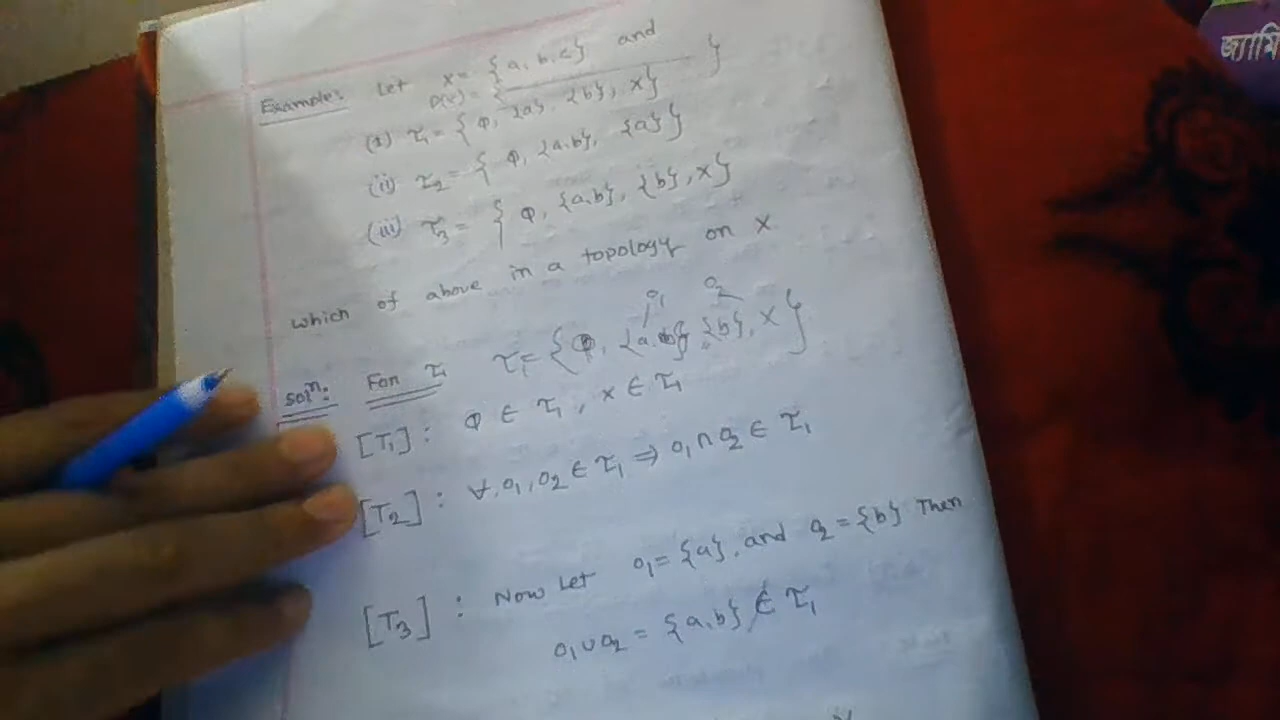 Example: Let X = {a, b, c} and
P(X) = { }
(i) τ₁ = {Φ, {a}, {b}, X}
(ii) τ₂ = {Φ, {a,b}, {a}}
(iii) τ₃ = {Φ, {a,b}, {b}, X}
which of above in a topology on X
O₁ O₂
Solⁿ: For τ₁ τ₁ = {Φ, {a, {b}, X}
[T₁] : Φ ∈ τ₁, X ∈ τ₁
[T₂] : ∀, O₁, O₂ ∈ τ₁ ⇒ O₁ ∩ O₂ ∈ τ₁
[T₃] : Now Let O₁ = {a}, and O₂ = {b} Then
O₁ ∪ O₂ = {a, b} ∉ τ₁
জ্যামি